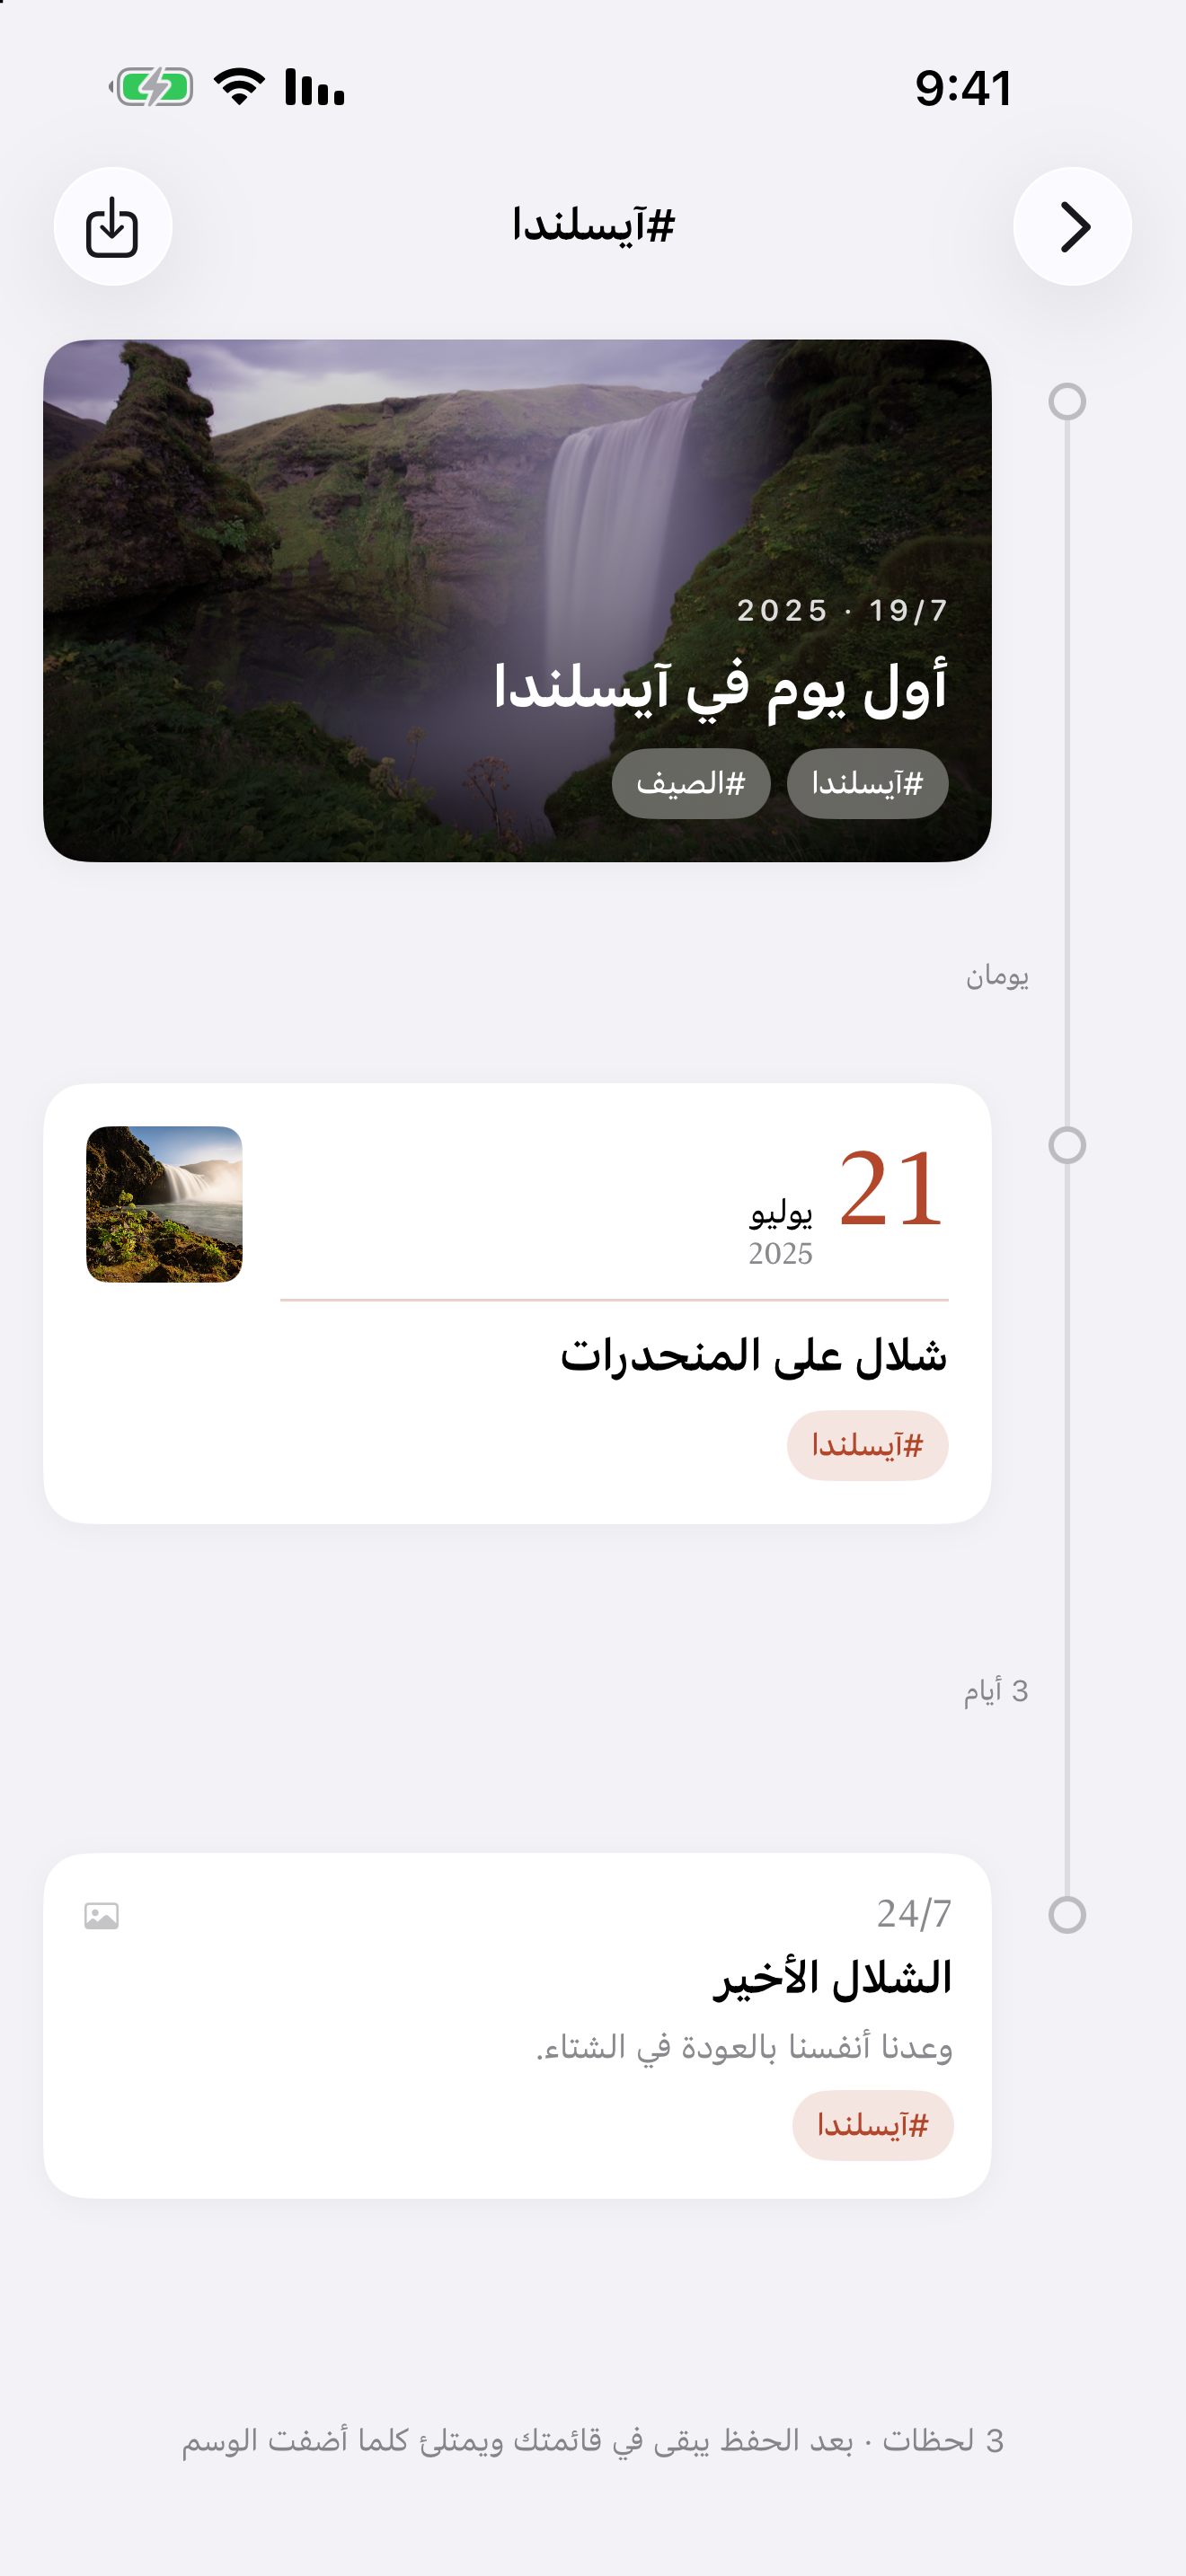 9:41
#آيسلندا
19/7 · 2025
أول يوم في آيسلندا
#آيسلندا #الصيف
يومان
21 يوليو
2025
شلال على المنحدرات
#آيسلندا
3 أيام
24/7
الشلال الأخير
وعدنا أنفسنا بالعودة في الشتاء.
#آيسلندا
3 لحظات · بعد الحفظ يبقى في قائمتك ويمتلئ كلما أضفت الوسم